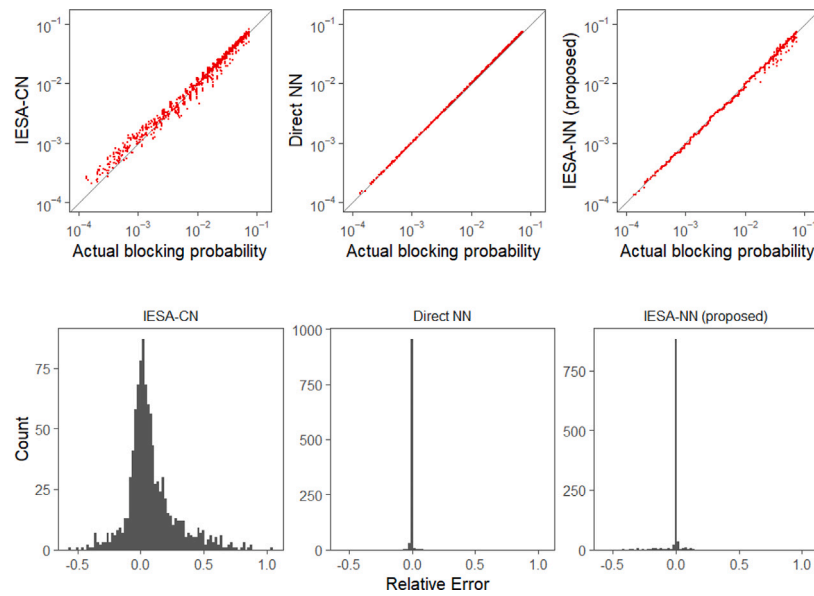 IESA-CN
10⁻¹
10⁻²
10⁻³
10⁻⁴
10⁻⁴ 10⁻³ 10⁻² 10⁻¹
Actual blocking probability
Direct NN
10⁻¹
10⁻²
10⁻³
10⁻⁴
10⁻⁴ 10⁻³ 10⁻² 10⁻¹
Actual blocking probability
IESA-NN (proposed)
10⁻¹
10⁻²
10⁻³
10⁻⁴
10⁻⁴ 10⁻³ 10⁻² 10⁻¹
Actual blocking probability
IESA-CN
Count
75
50
25
0
-0.5 0.0 0.5 1.0
Direct NN
1000
750
500
250
0
-0.5 0.0 0.5 1.0
IESA-NN (proposed)
750
500
250
0
-0.5 0.0 0.5 1.0
Relative Error